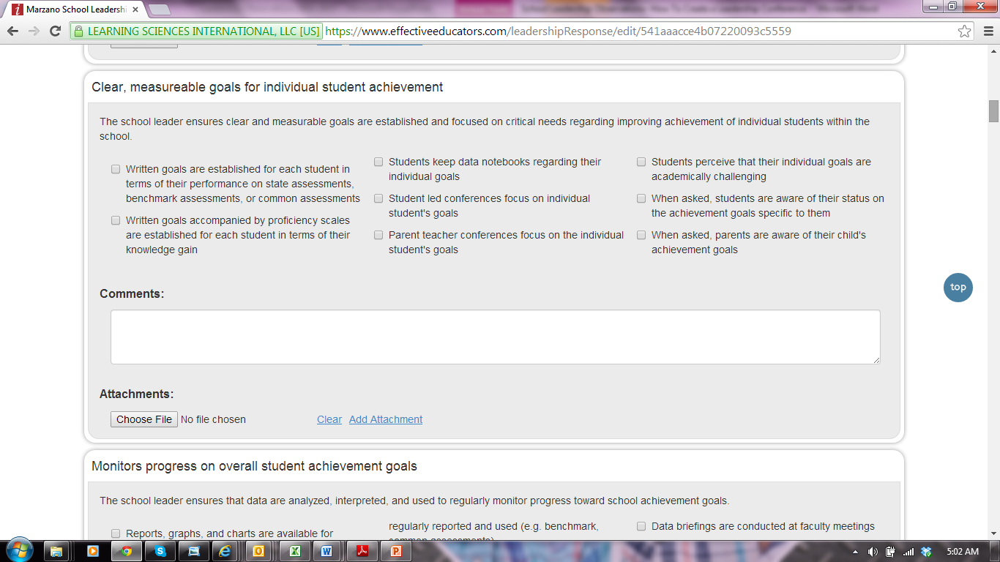 Marzano School Leadershi
LEARNING SCIENCES INTERNATIONAL, LLC [US]
https://www.effectiveeducators.com/leadershipResponse/edit/541aaacce4b07220093c5559
Clear, measureable goals for individual student achievement
The school leader ensures clear and measurable goals are established and focused on critical needs regarding improving achievement of individual students within the
school.
Written goals are established for each student in
terms of their performance on state assessments,
benchmark assessments, or common assessments
Written goals accompanied by proficiency scales
are established for each student in terms of their
knowledge gain
Students keep data notebooks regarding their
individual goals
Student led conferences focus on individual
student's goals
Parent teacher conferences focus on the individual
student's goals
Students perceive that their individual goals are
academically challenging
When asked, students are aware of their status on
the achievement goals specific to them
When asked, parents are aware of their child's
achievement goals
top
Comments:
Attachments:
Choose File No file chosen
Clear Add Attachment
Monitors progress on overall student achievement goals
The school leader ensures that data are analyzed, interpreted, and used to regularly monitor progress toward school achievement goals.
Reports, graphs, and charts are available for
regularly reported and used (e.g. benchmark,
common assessments)
Data briefings are conducted at faculty meetings
5:02 AM